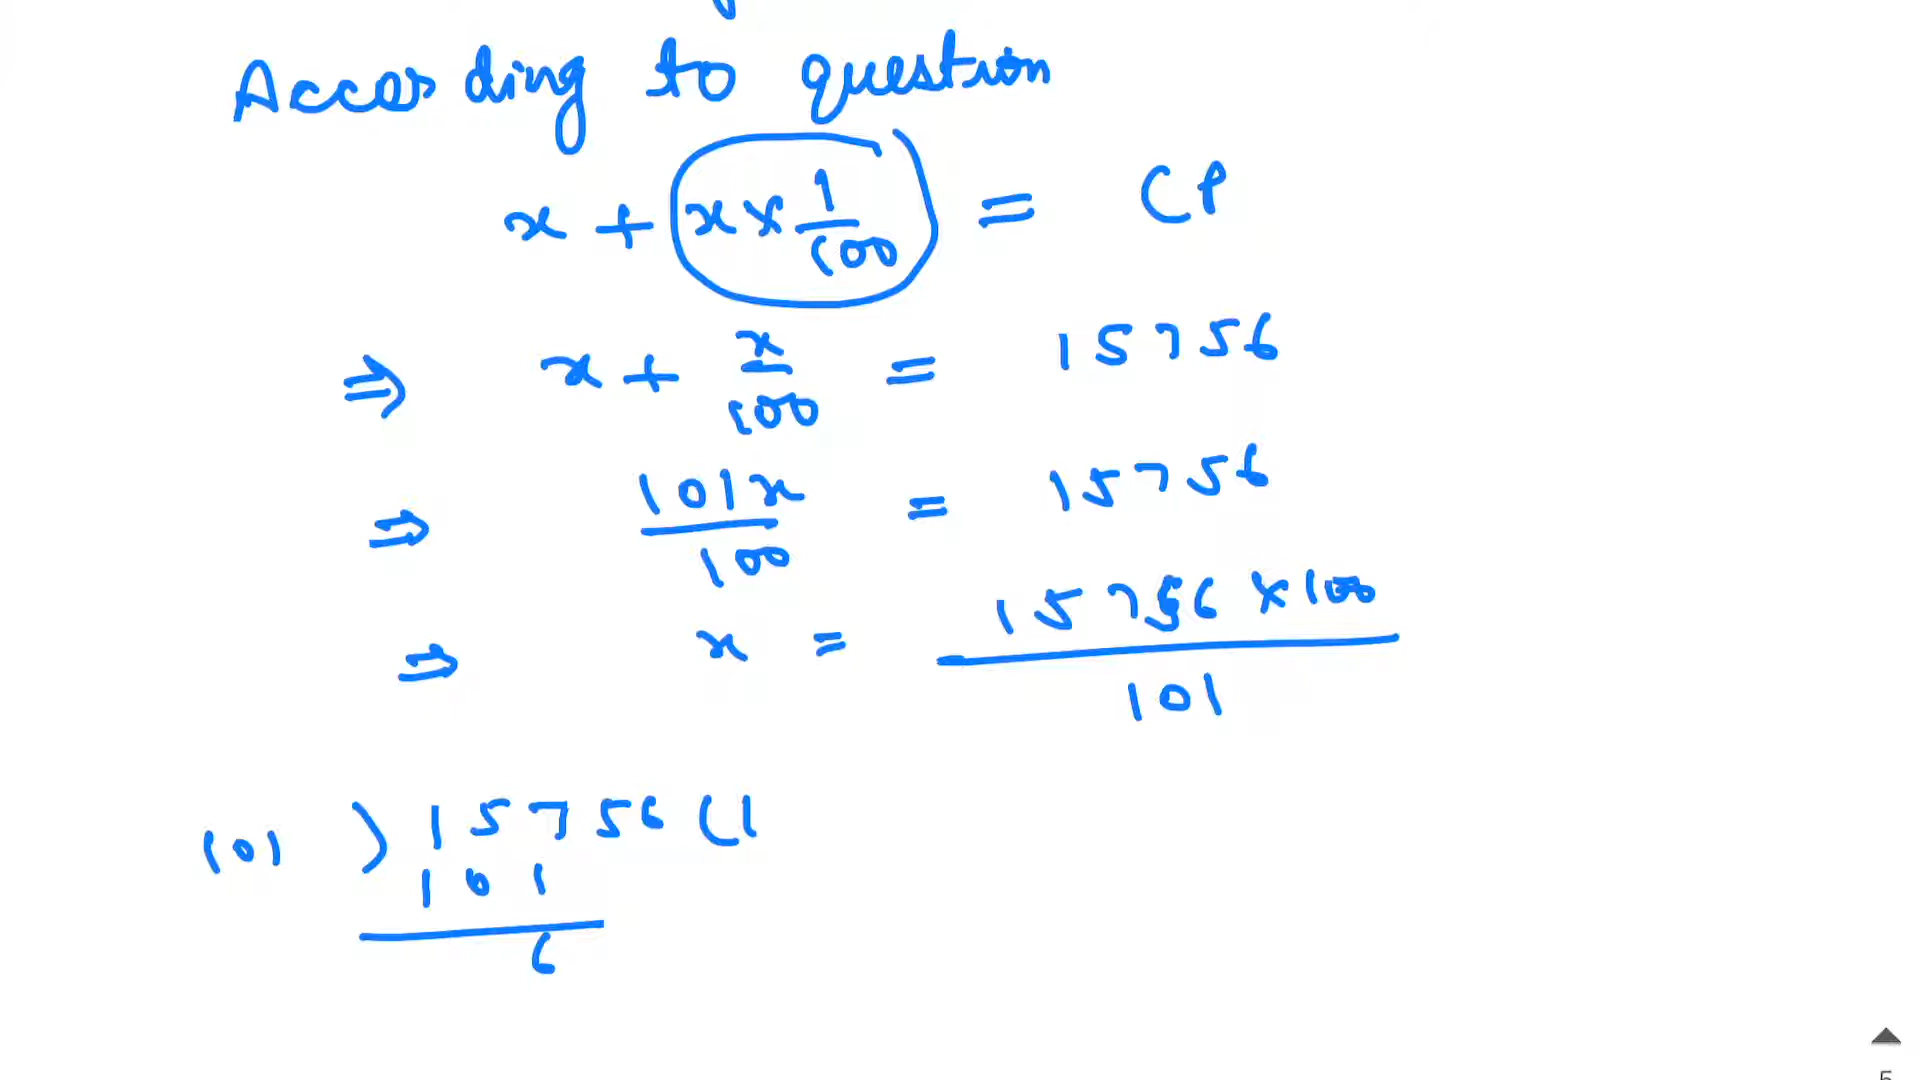 According to question
x + x × 1/100 = CP
⇒ x + x/100 = 15756
⇒ 101x/100 = 15756
⇒ x = 15756 × 100/101
101 ) 15756 ( 1
101
6